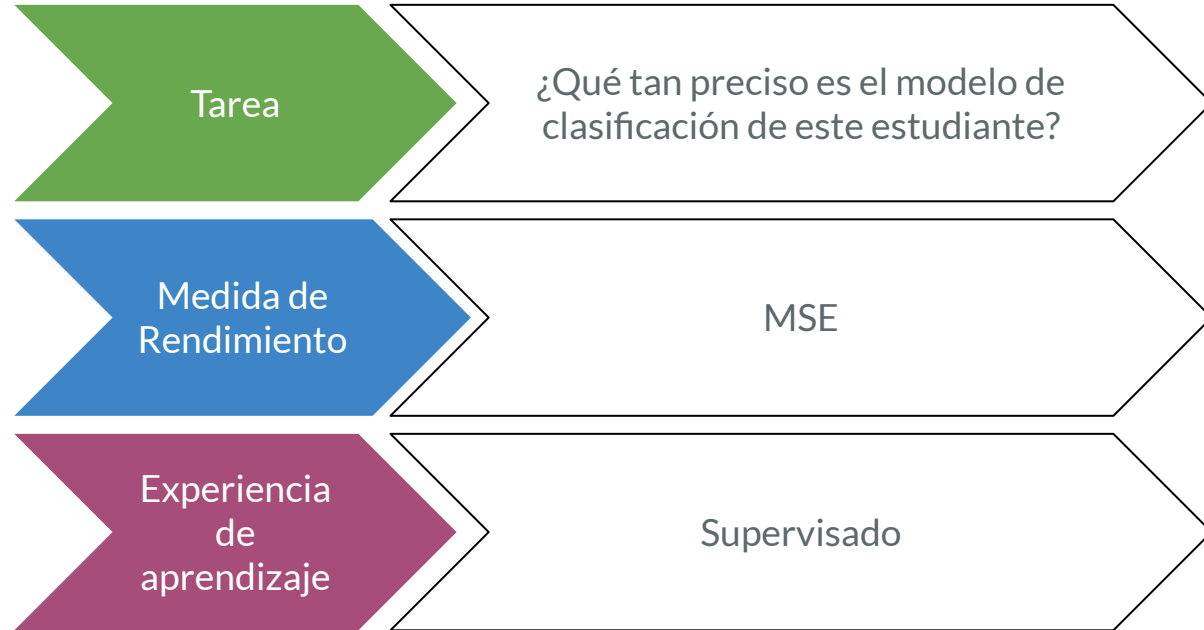 Tarea
¿Qué tan preciso es el modelo de
clasificación de este estudiante?
Medida de
Rendimiento
MSE
Experiencia
de
aprendizaje
Supervisado